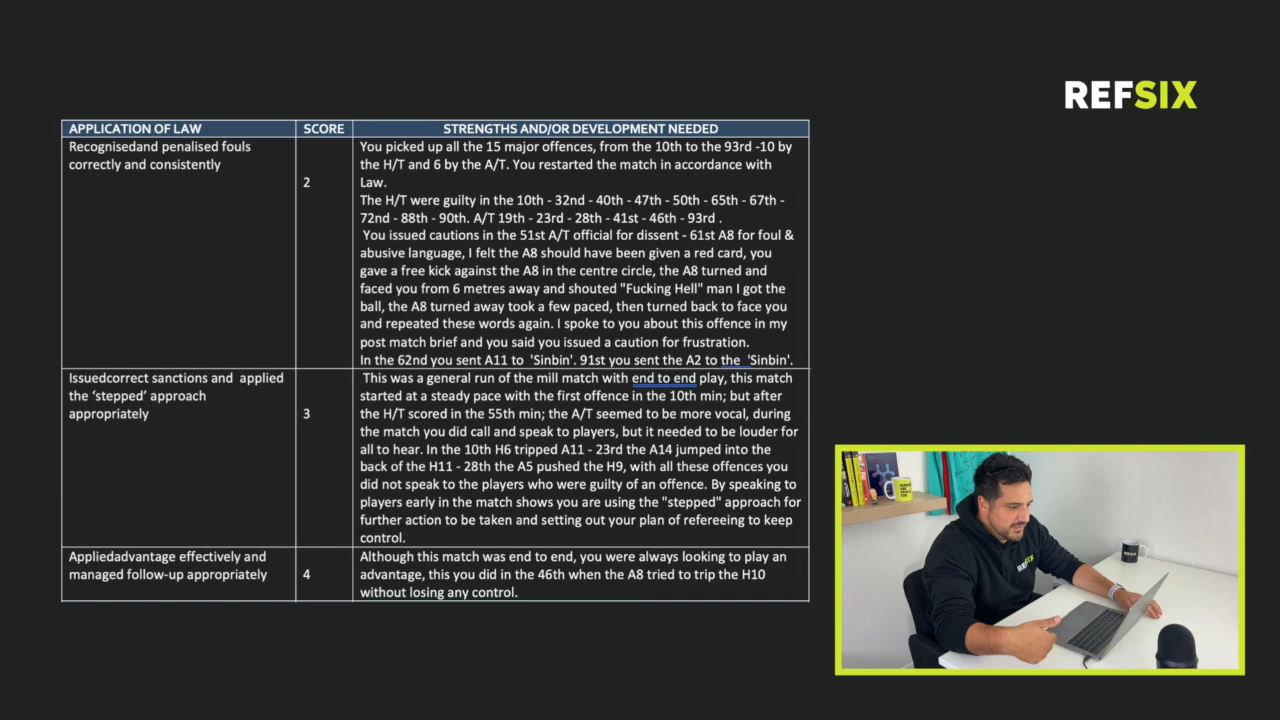 REFSIX
APPLICATION OF LAW
SCORE
STRENGTHS AND/OR DEVELOPMENT NEEDED
Recognisedand penalised fouls
correctly and consistently
2
You picked up all the 15 major offences, from the 10th to the 93rd -10 by
the H/T and 6 by the A/T. You restarted the match in accordance with
Law.
The H/T were guilty in the 10th - 32nd - 40th - 47th - 50th - 65th - 67th -
72nd - 88th - 90th. A/T 19th - 23rd - 28th - 41st - 46th - 93rd .
You issued cautions in the 51st A/T official for dissent - 61st A8 for foul &
abusive language, I felt the A8 should have been given a red card, you
gave a free kick against the A8 in the centre circle, the A8 turned and
faced you from 6 metres away and shouted "Fucking Hell" man I got the
ball, the A8 turned away took a few paced, then turned back to face you
and repeated these words again. I spoke to you about this offence in my
post match brief and you said you issued a caution for frustration.
In the 62nd you sent A11 to 'Sinbin'. 91st you sent the A2 to the 'Sinbin'.
Issuedcorrect sanctions and applied
the ‘stepped’ approach
appropriately
3
This was a general run of the mill match with end to end play, this match
started at a steady pace with the first offence in the 10th min; but after
the H/T scored in the 55th min; the A/T seemed to be more vocal, during
the match you did call and speak to players, but it needed to be louder for
all to hear. In the 10th H6 tripped A11 - 23rd the A14 jumped into the
back of the H11 - 28th the A5 pushed the H9, with all these offences you
did not speak to the players who were guilty of an offence. By speaking to
players early in the match shows you are using the "stepped" approach for
further action to be taken and setting out your plan of refereeing to keep
control.
Appliedadvantage effectively and
managed follow-up appropriately
4
Although this match was end to end, you were always looking to play an
advantage, this you did in the 46th when the A8 tried to trip the H10
without losing any control.
REFSIX